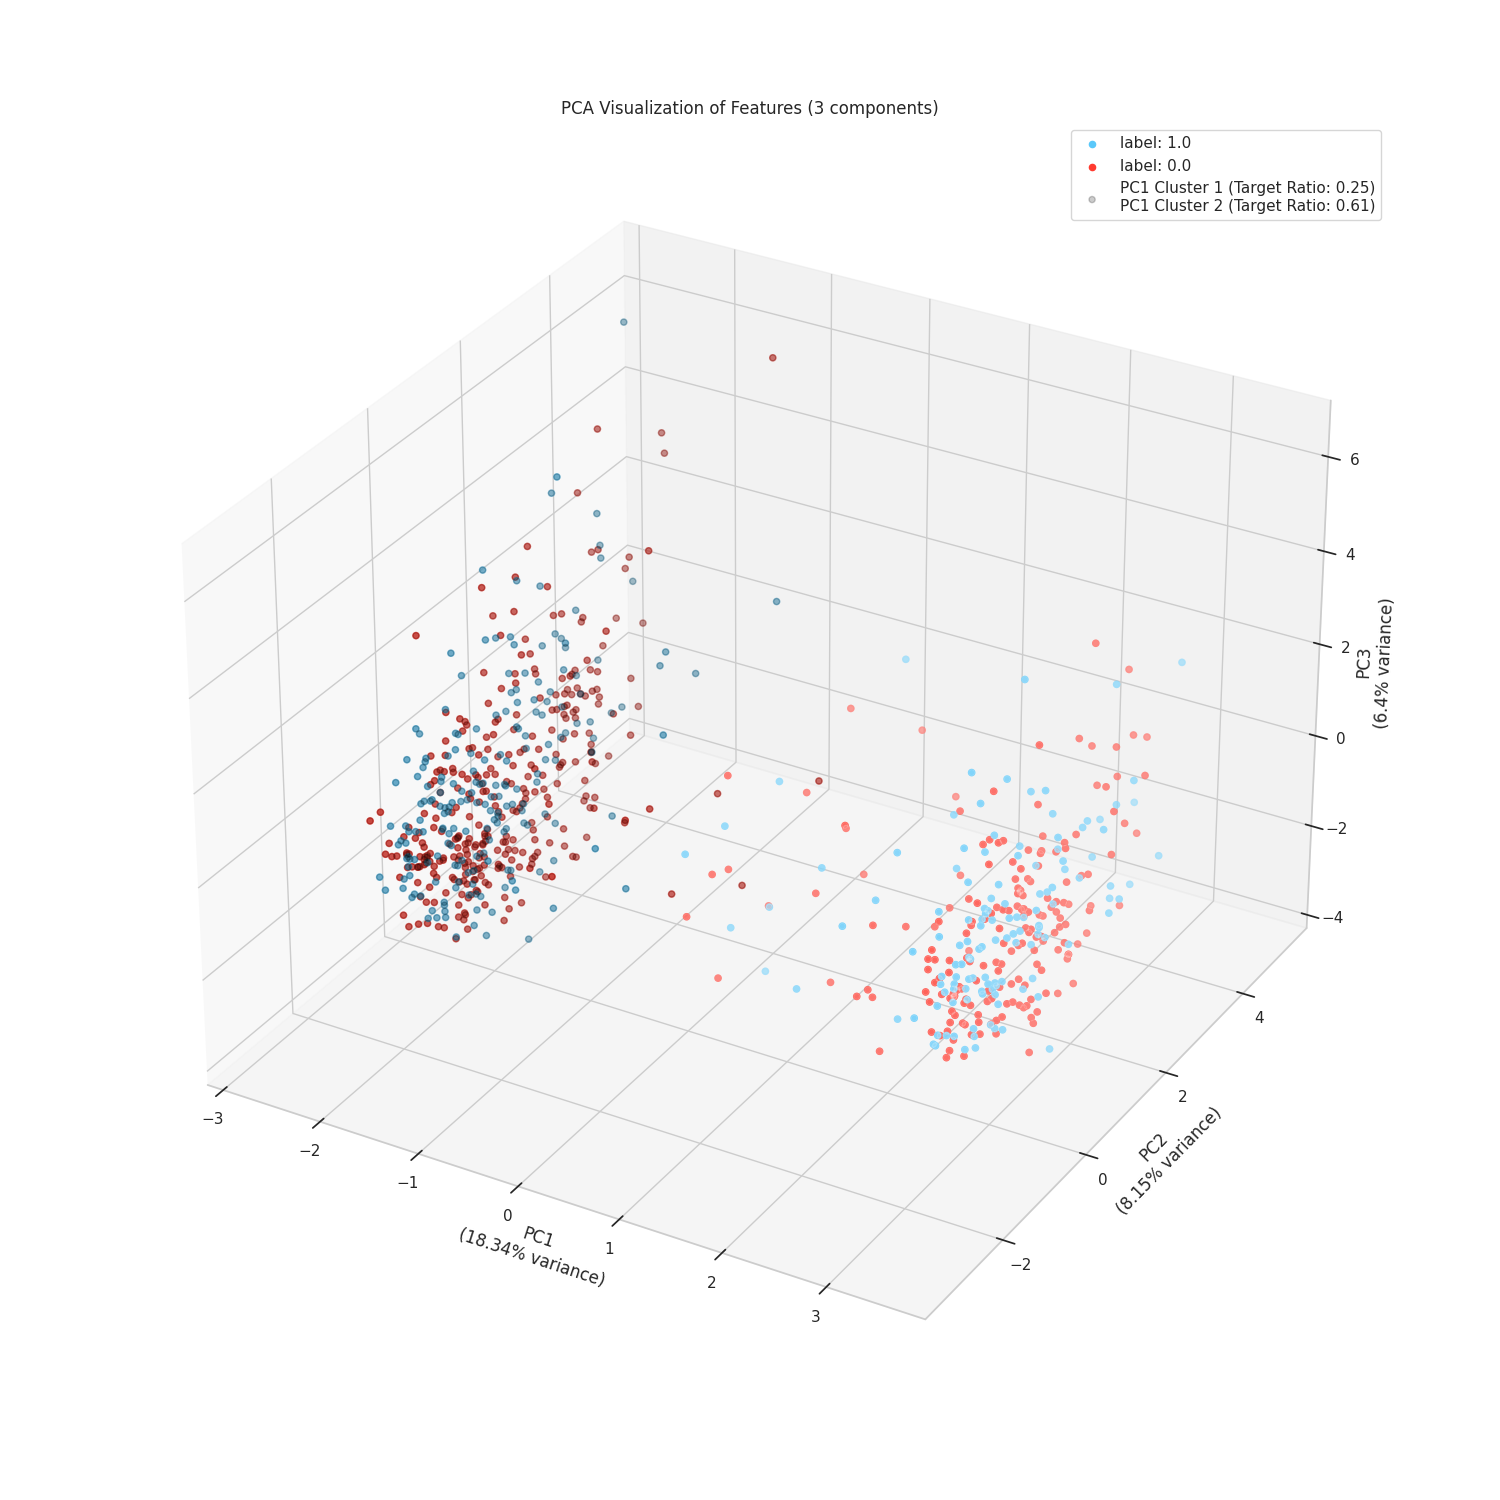 PCA Visualization of Features (3 components)
label: 1.0
label: 0.0
PC1 Cluster 1 (Target Ratio: 0.25)
PC1 Cluster 2 (Target Ratio: 0.61)
6
4
2
0
−2
−4
PC3
(6.4% variance)
4
2
0
−2
PC2
(8.15% variance)
−3
−2
−1
0
1
2
3
PC1
(18.34% variance)